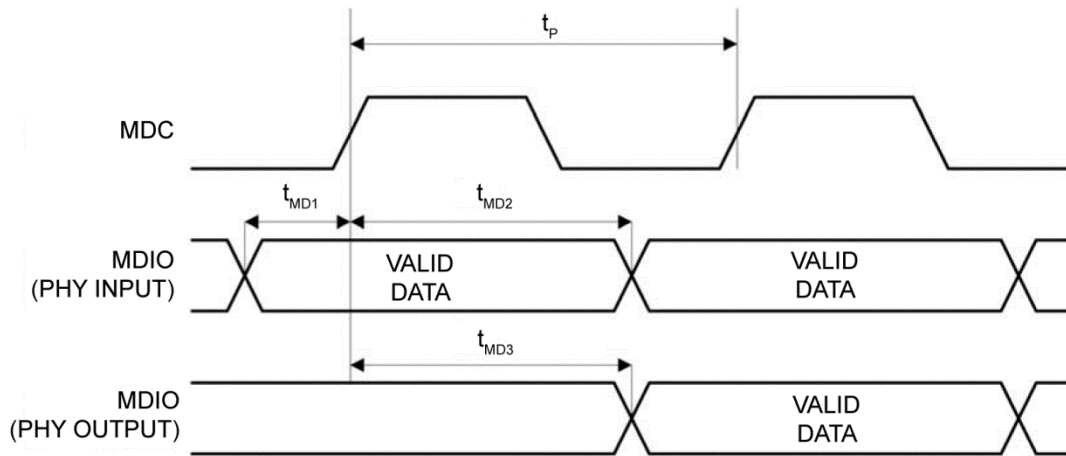 tP
MDC
tMD1
tMD2
MDIO
(PHY INPUT)
VALID
DATA
VALID
DATA
tMD3
MDIO
(PHY OUTPUT)
VALID
DATA